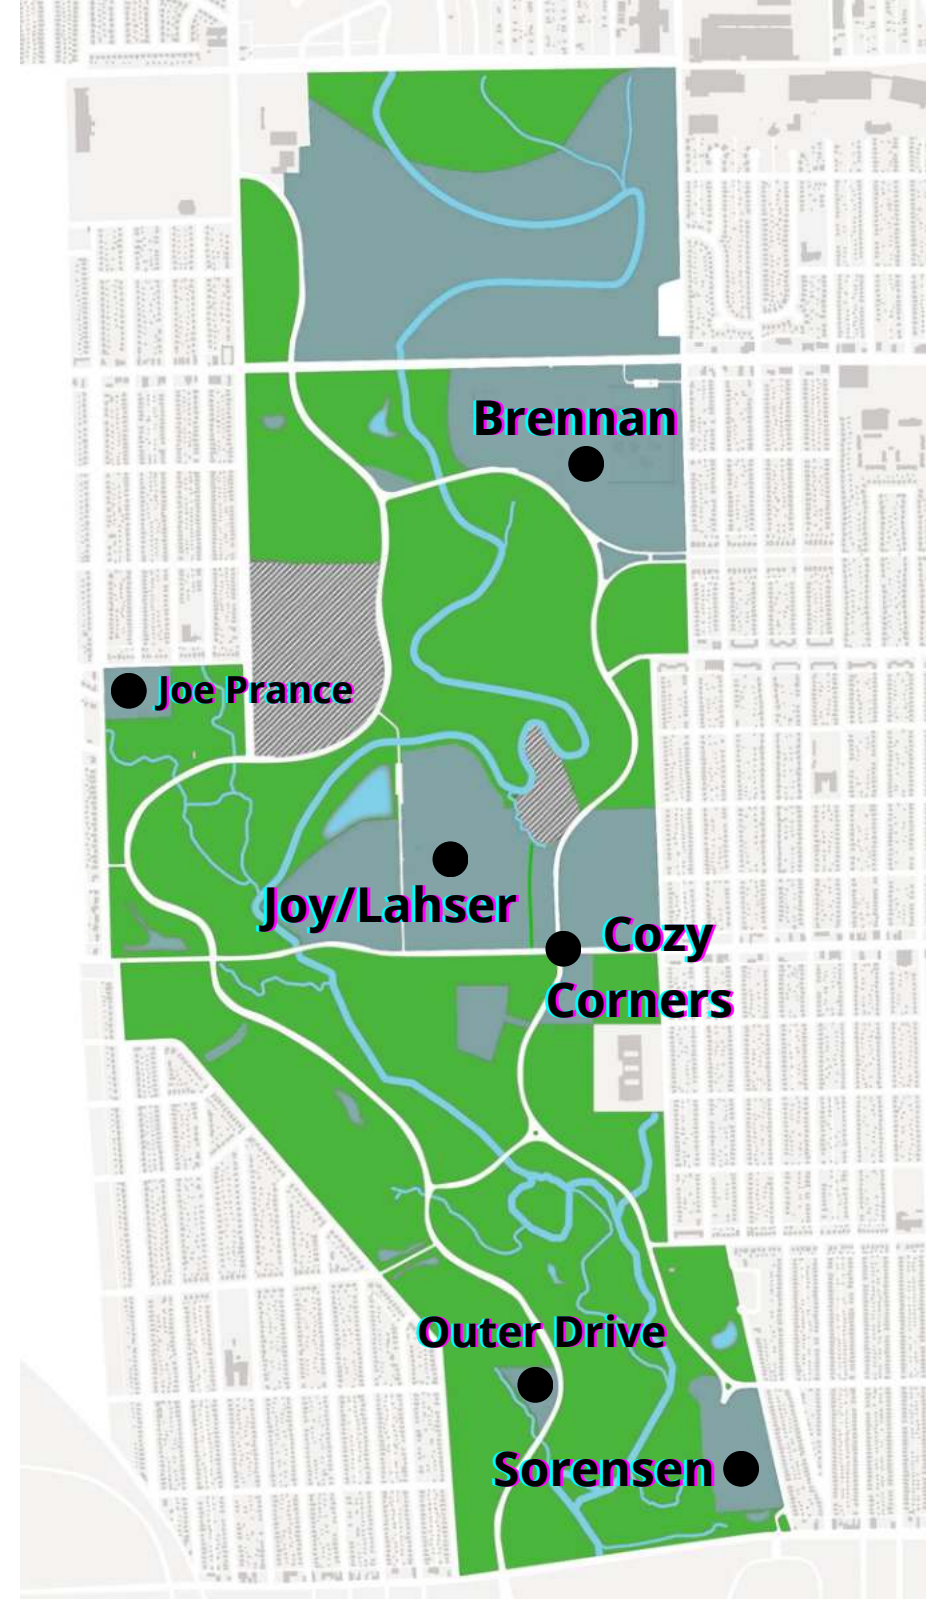 Brennan
Joe Prance
Joy/Lahser
Cozy
Corners
Outer Drive
Sorensen